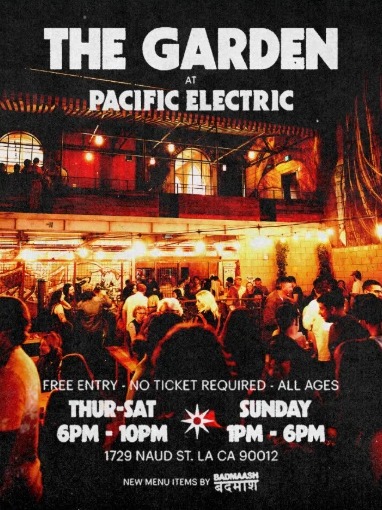 THE GARDEN
AT
PACIFIC ELECTRIC
FREE ENTRY - NO TICKET REQUIRED - ALL AGES
THUR-SAT
6PM - 10PM
SUNDAY
1PM - 6PM
1729 NAUD ST. LA CA 90012
NEW MENU ITEMS BY BADMAASH
बदमाश